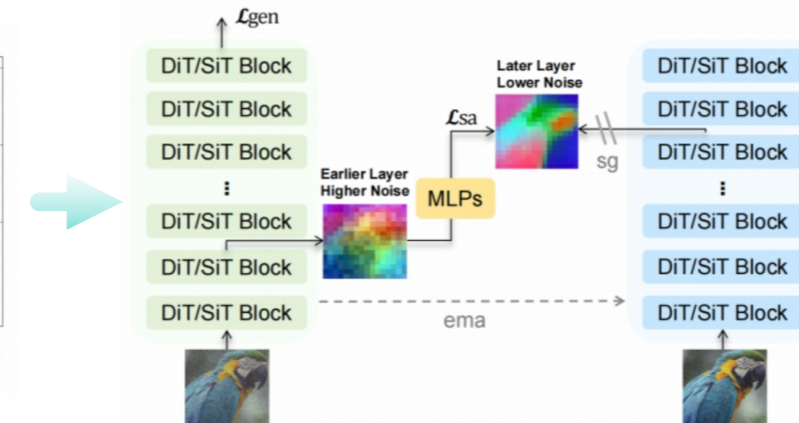 𝓛gen
DiT/SiT Block
DiT/SiT Block
DiT/SiT Block
⋮
DiT/SiT Block
DiT/SiT Block
DiT/SiT Block
Earlier Layer
Higher Noise
MLPs
𝓛sa
Later Layer
Lower Noise
sg
ema
DiT/SiT Block
DiT/SiT Block
DiT/SiT Block
⋮
DiT/SiT Block
DiT/SiT Block
DiT/SiT Block